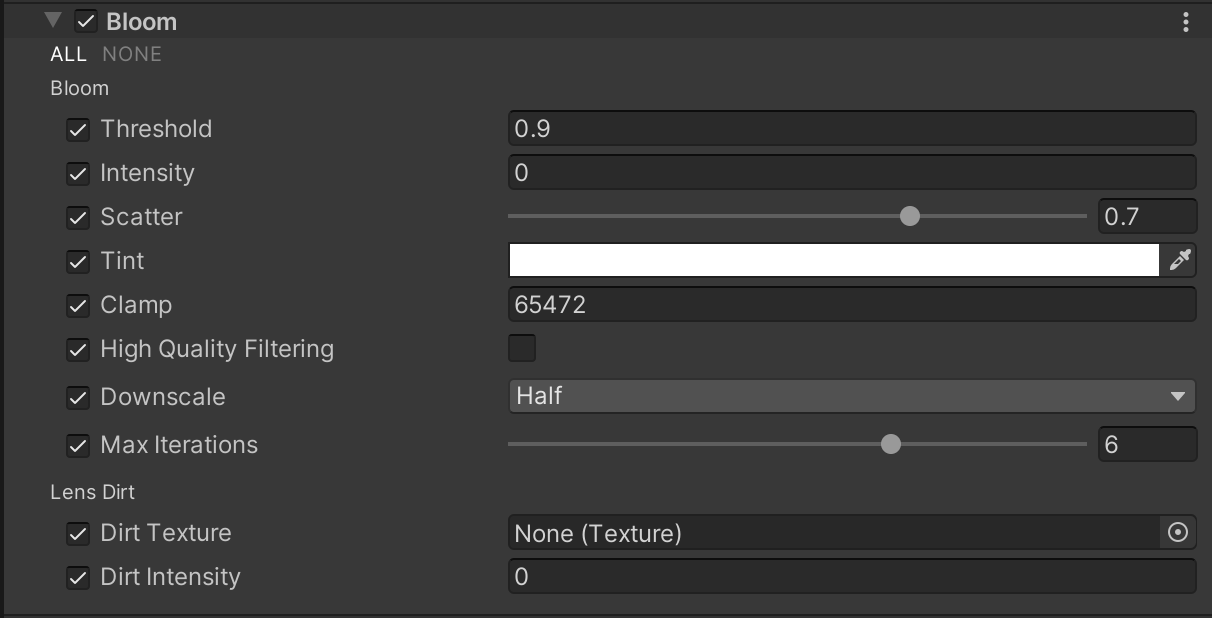 Bloom
ALL NONE
Bloom
Threshold 0.9
Intensity 0
Scatter 0.7
Tint
Clamp 65472
High Quality Filtering
Downscale Half
Max Iterations 6
Lens Dirt
Dirt Texture None (Texture)
Dirt Intensity 0